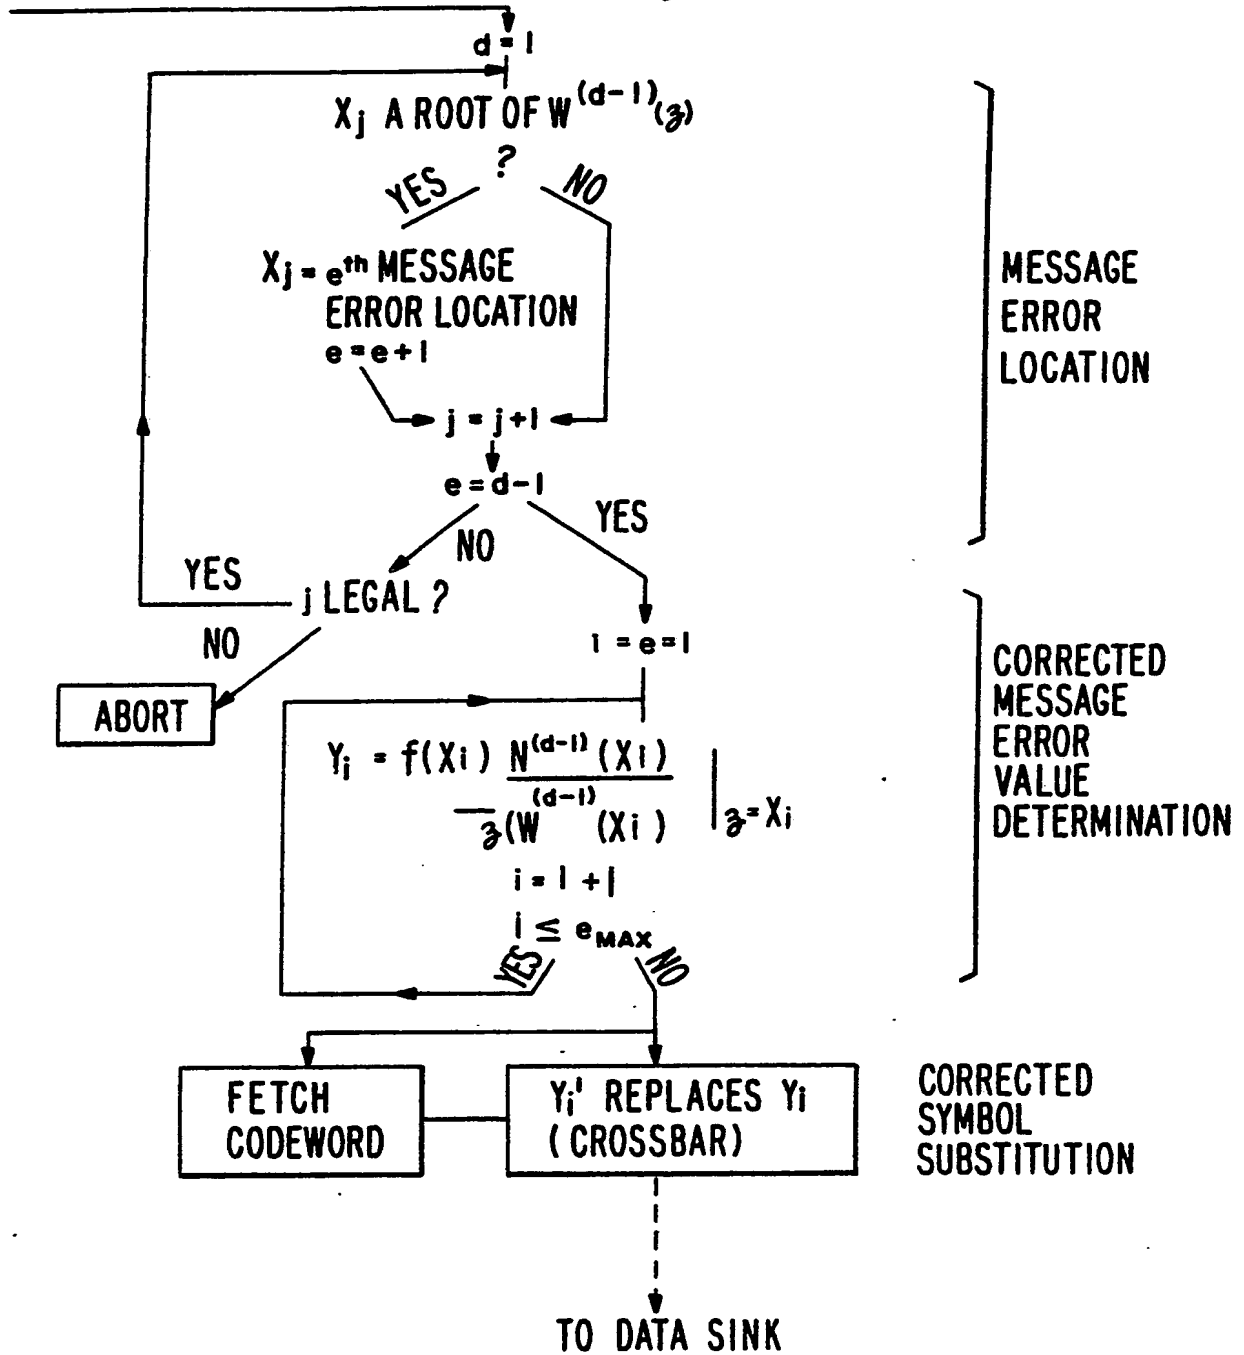 d = 1
Xj A ROOT OF W^(d-1)(z)
?
YES
NO
Xj = e^th MESSAGE
ERROR LOCATION
e = e + 1
j = j + 1
e = d - 1
NO
YES
YES
j LEGAL ?
NO
ABORT
MESSAGE
ERROR
LOCATION
i = e = 1
Yi = f(Xi) N^(d-1) (Xi)
z(W^(d-1) (Xi)
| z = Xi
i = 1 + 1
i ≤ eMAX
YES
NO
CORRECTED
MESSAGE
ERROR
VALUE
DETERMINATION
FETCH
CODEWORD
Yi' REPLACES Yi
(CROSSBAR)
CORRECTED
SYMBOL
SUBSTITUTION
TO DATA SINK